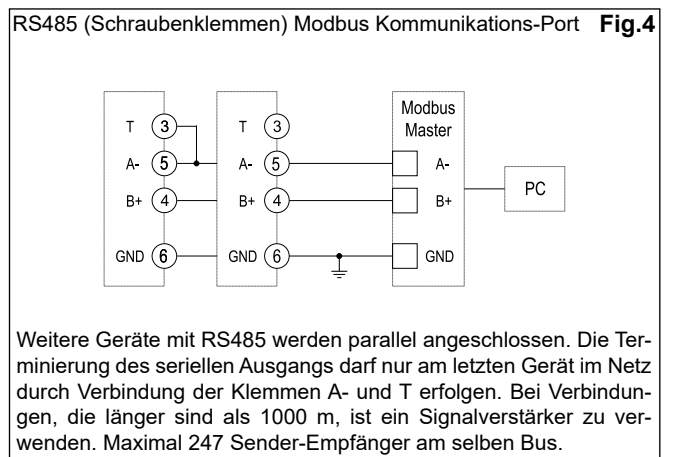 RS485 (Schraubenklemmen) Modbus Kommunikations-Port Fig.4
Modbus
Master
T 3 T 3
A- 5 A- 5 A-
B+ 4 B+ 4 B+
PC
GND 6 GND 6 GND
Weitere Geräte mit RS485 werden parallel angeschlossen. Die Ter-
minierung des seriellen Ausgangs darf nur am letzten Gerät im Netz
durch Verbindung der Klemmen A- und T erfolgen. Bei Verbindun-
gen, die länger sind als 1000 m, ist ein Signalverstärker zu ver-
wenden. Maximal 247 Sender-Empfänger am selben Bus.